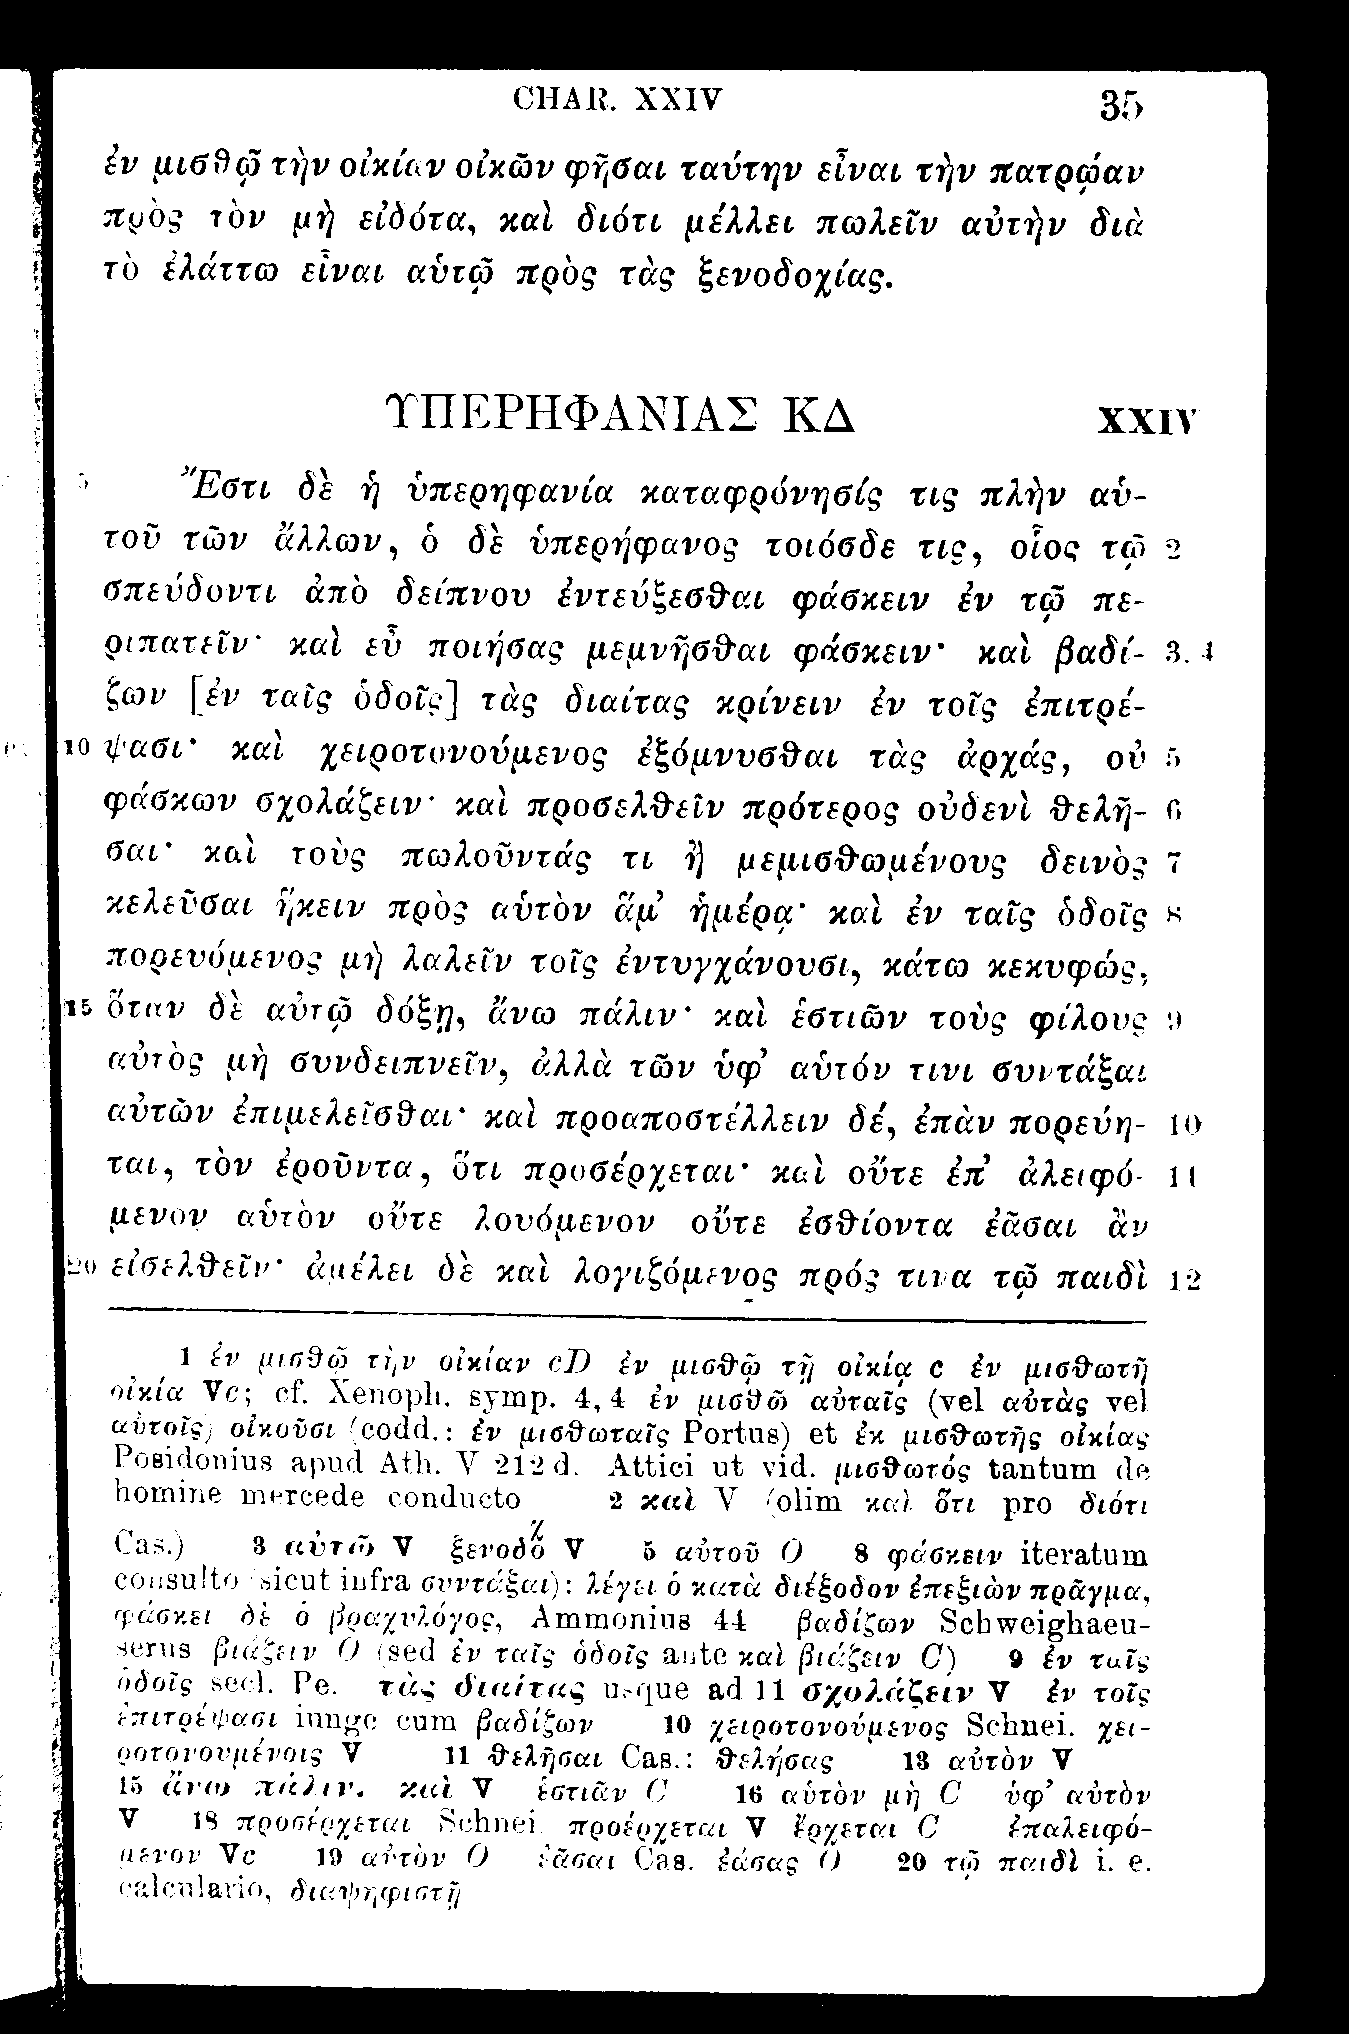 CHAR. XXIV 35
ἐν μισθῷ τὴν οἰκίαν οἰκῶν φῆσαι ταύτην εἶναι τὴν πατρῴαν
πρὸς τὸν μὴ εἰδότα, καὶ διότι μέλλει πωλεῖν αὐτὴν διὰ
τὸ ἐλάττω εἶναι αὑτῷ πρὸς τὰς ξενοδοχίας.
ΥΠΕΡΗΦΑΝΙΑΣ ΚΔ XXIV
5 Ἔστι δὲ ἡ ὑπερηφανία καταφρόνησίς τις πλὴν αὑ-
τοῦ τῶν ἄλλων, ὁ δὲ ὑπερήφανος τοιόσδε τις, οἷος τῷ 2
σπεύδοντι ἀπὸ δείπνου ἐντεύξεσθαι φάσκειν ἐν τῷ πε-
ριπατεῖν· καὶ εὖ ποιήσας μεμνῆσθαι φάσκειν· καὶ βαδί- 3. 4
ζων [ἐν ταῖς ὁδοῖς] τὰς διαίτας κρίνειν ἐν τοῖς ἐπιτρέ-
10 ψασι· καὶ χειροτονούμενος ἐξόμνυσθαι τὰς ἀρχάς, οὐ 5
φάσκων σχολάζειν· καὶ προσελθεῖν πρότερος οὐδενὶ θελῆ- 6
σαι· καὶ τοὺς πωλοῦντάς τι ἢ μεμισθωμένους δεινὸς 7
κελεῦσαι ἥκειν πρὸς αὑτὸν ἅμ’ ἡμέρᾳ· καὶ ἐν ταῖς ὁδοῖς 8
πορευόμενος μὴ λαλεῖν τοῖς ἐντυγχάνουσι, κάτω κεκυφώς,
15 ὅταν δὲ αὐτῷ δόξῃ, ἄνω πάλιν· καὶ ἑστιῶν τοὺς φίλους 9
αὐτὸς μὴ συνδειπνεῖν, ἀλλὰ τῶν ὑφ’ αὑτόν τινι συντάξαι
αὐτῶν ἐπιμελεῖσθαι· καὶ προαποστέλλειν δέ, ἐπὰν πορεύη- 10
ται, τὸν ἐροῦντα, ὅτι προσέρχεται· καὶ οὔτε ἐπ’ ἀλειφό- 11
μενον αὑτὸν οὔτε λουόμενον οὔτε ἐσθίοντα ἐᾶσαι ἂν
20 εἰσελθεῖν· ἀμέλει δὲ καὶ λογιζόμενος πρός τινα τῷ παιδὶ 12
1 ἐν μισθῷ τὴν οἰκίαν cD ἐν μισθῷ τῇ οἰκίᾳ c ἐν μισθωτῇ
οἰκία Vc; cf. Xenoph. symp. 4, 4 ἐν μισθῶ αὐταῖς (vel αὐτὰς vel
αὐτοῖς) οἰκοῦσι (codd.: ἐν μισθωταῖς Portus) et ἐκ μισθωτῆς οἰκίας
Posidonius apud Ath. V 212 d. Attici ut vid. μισθωτός tantum de
homine mercede conducto 2 καὶ V (olim καὶ ὅτι pro διότι
Cas.) 3 αὐτῶ V ξενοδοχ V 5 αὐτοῦ O 8 φάσκειν iteratum
consulto (sicut infra συντάξαι): λέγει ὁ κατὰ διέξοδον ἐπεξιὼν πρᾶγμα,
φάσκει δὲ ὁ βραχυλόγος, Ammonius 44 βαδίζων Schweighaeu-
serus βιάζειν O (sed ἐν ταῖς ὁδοῖς ante καὶ βιάζειν C) 9 ἐν ταῖς
ὁδοῖς secl. Pe. τὰς διαίτας usque ad 11 σχολάζειν V ἐν τοῖς
ἐπιτρέψασι iunge cum βαδίζων 10 χειροτονούμενος Schnei. χει-
ροτονουμένοις V 11 θελῆσαι Cas.: θελήσας 13 αὐτὸν V
15 ἄνω πάλιν. καὶ V ἑστιᾶν C 16 αὑτὸν μὴ C ὑφ’ αὐτὸν
V 18 προσέρχεται Schnei. προέρχεται V ἔρχεται C ἐπαλειφό-
μενον Vc 19 αὐτὸν O ἐᾶσαι Cas. ἐάσας O 20 τῷ παιδὶ i. e.
calculario, διαψηφιστῇ